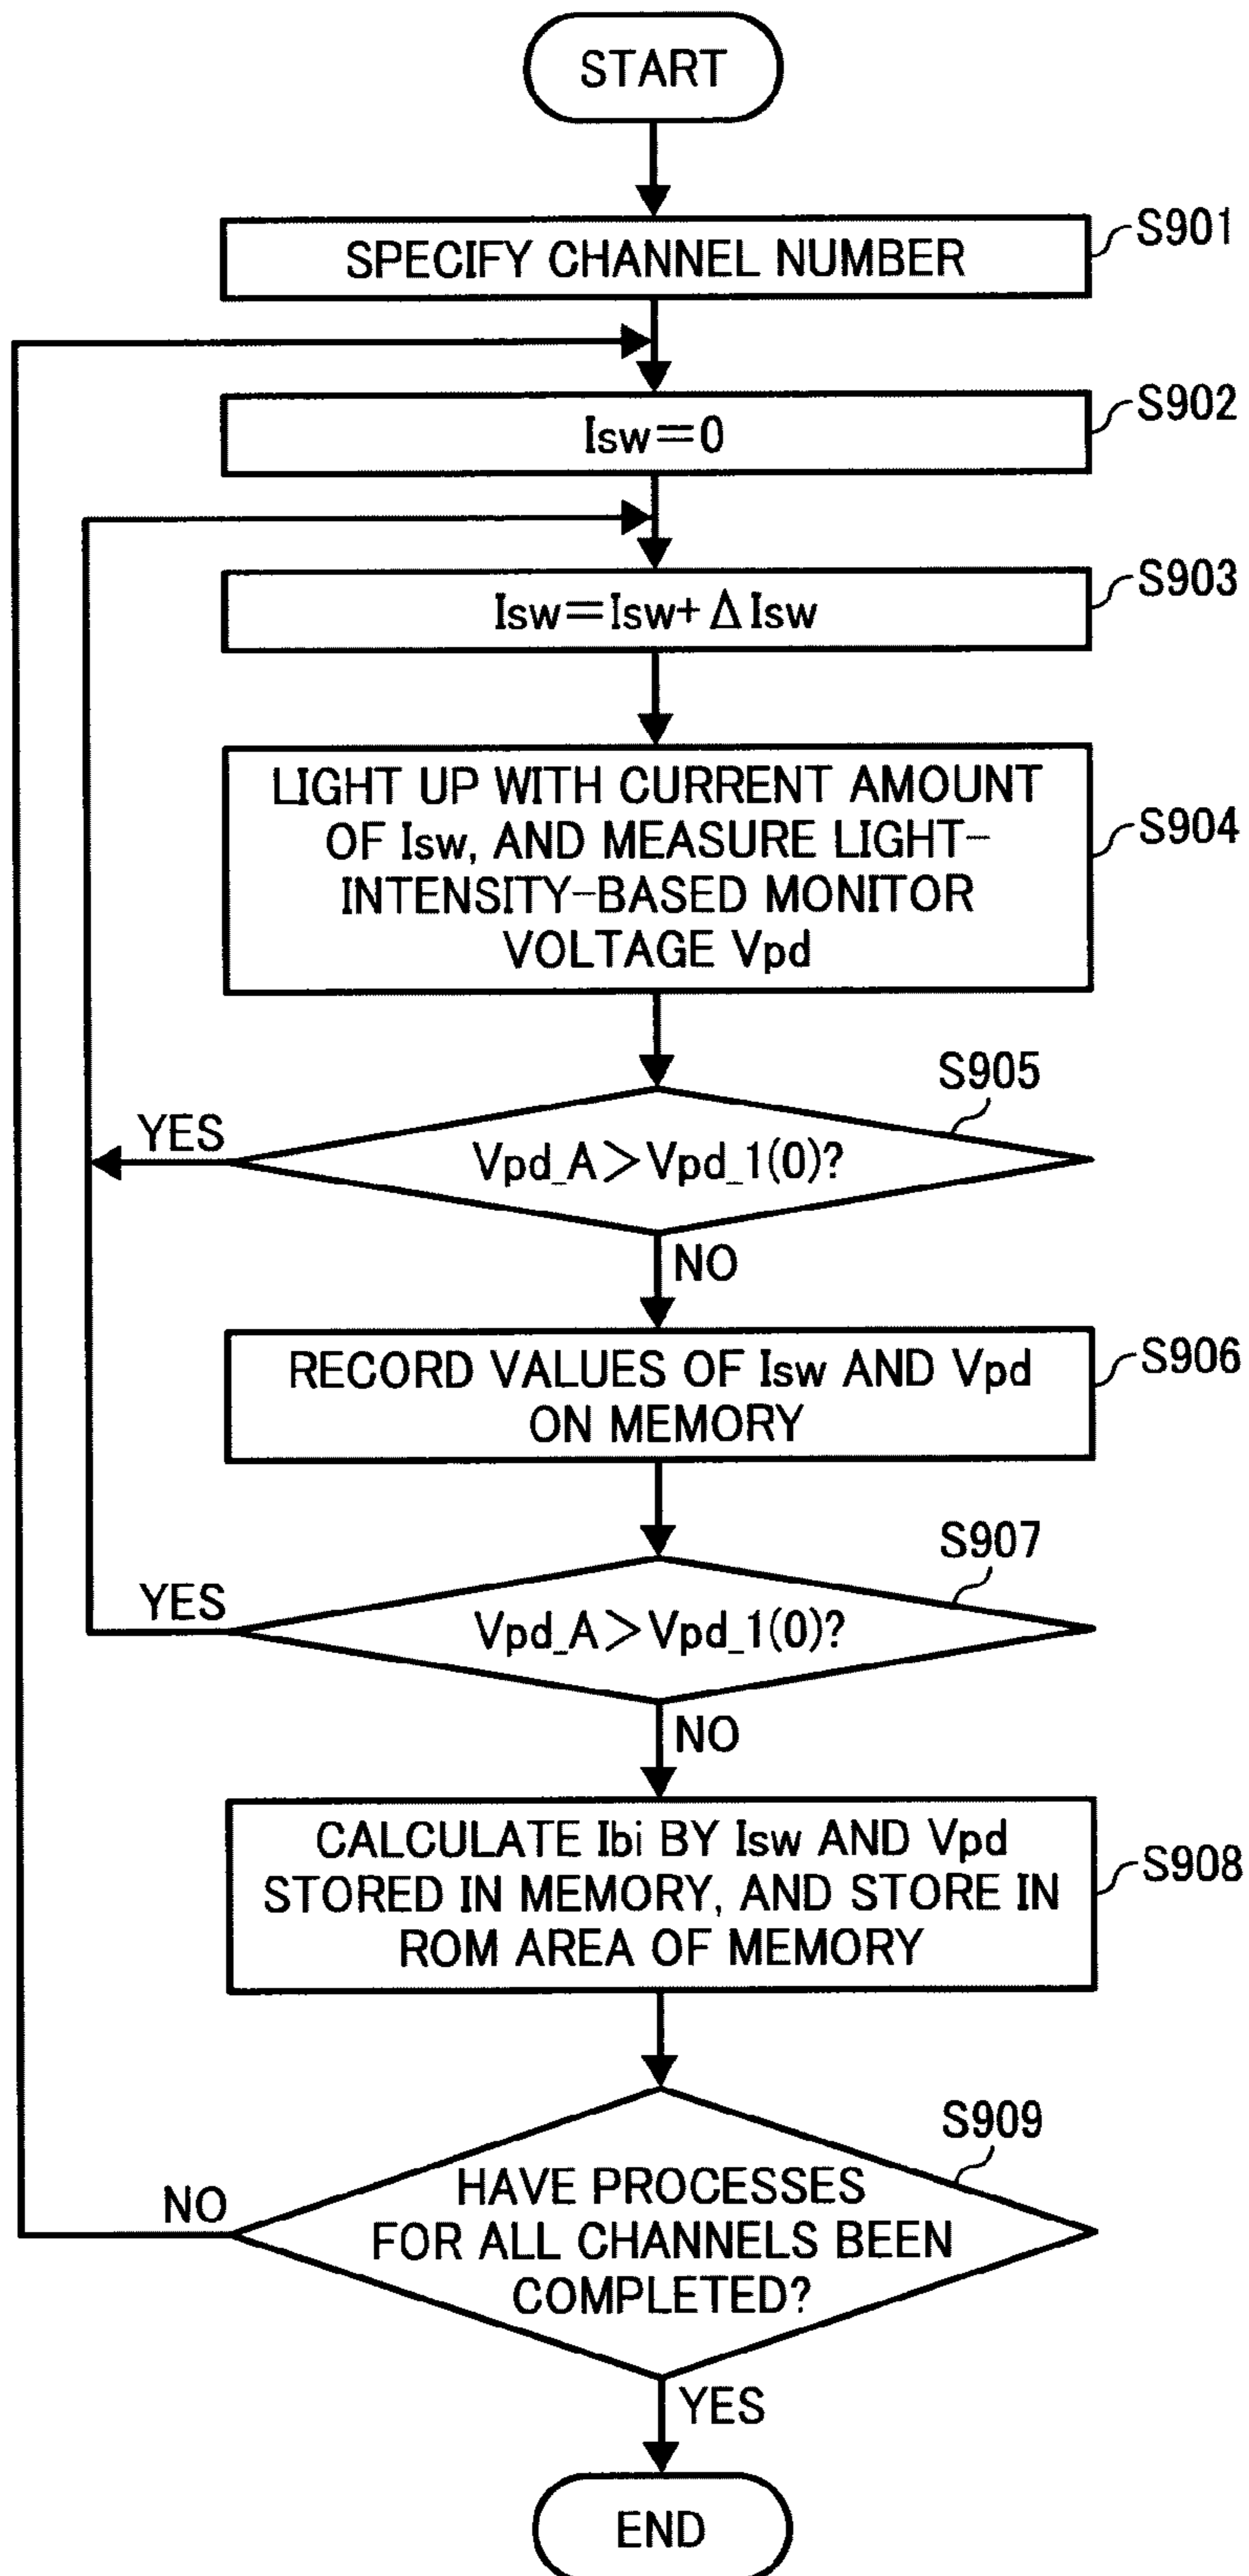 START
SPECIFY CHANNEL NUMBER
S901
Isw=0
S902
Isw=Isw+ΔIsw
S903
LIGHT UP WITH CURRENT AMOUNT
OF Isw, AND MEASURE LIGHT-
INTENSITY-BASED MONITOR
VOLTAGE Vpd
S904
S905
YES
Vpd_A>Vpd_1(0)?
NO
RECORD VALUES OF Isw AND Vpd
ON MEMORY
S906
S907
YES
Vpd_A>Vpd_1(0)?
NO
CALCULATE Ibi BY Isw AND Vpd
STORED IN MEMORY, AND STORE IN
ROM AREA OF MEMORY
S908
S909
NO
HAVE PROCESSES
FOR ALL CHANNELS BEEN
COMPLETED?
YES
END